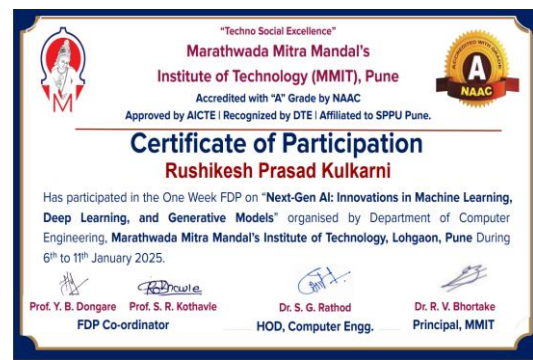 "Techno Social Excellence"
Marathwada Mitra Mandal's
Institute of Technology (MMIT), Pune
Accredited with "A" Grade by NAAC
Approved by AICTE | Recognized by DTE | Affiliated to SPPU Pune.
ACCREDITED WITH GRADE
A
NAAC
M
Certificate of Participation
Rushikesh Prasad Kulkarni
Has participated in the One Week FDP on "Next-Gen AI: Innovations in Machine Learning,
Deep Learning, and Generative Models" organised by Department of Computer
Engineering, Marathwada Mitra Mandal's Institute of Technology, Lohgaon, Pune During
6th to 11th January 2025.
Prof. Y. B. Dongare Prof. S. R. Kothavle Dr. S. G. Rathod Dr. R. V. Bhortake
FDP Co-ordinator HOD, Computer Engg. Principal, MMIT